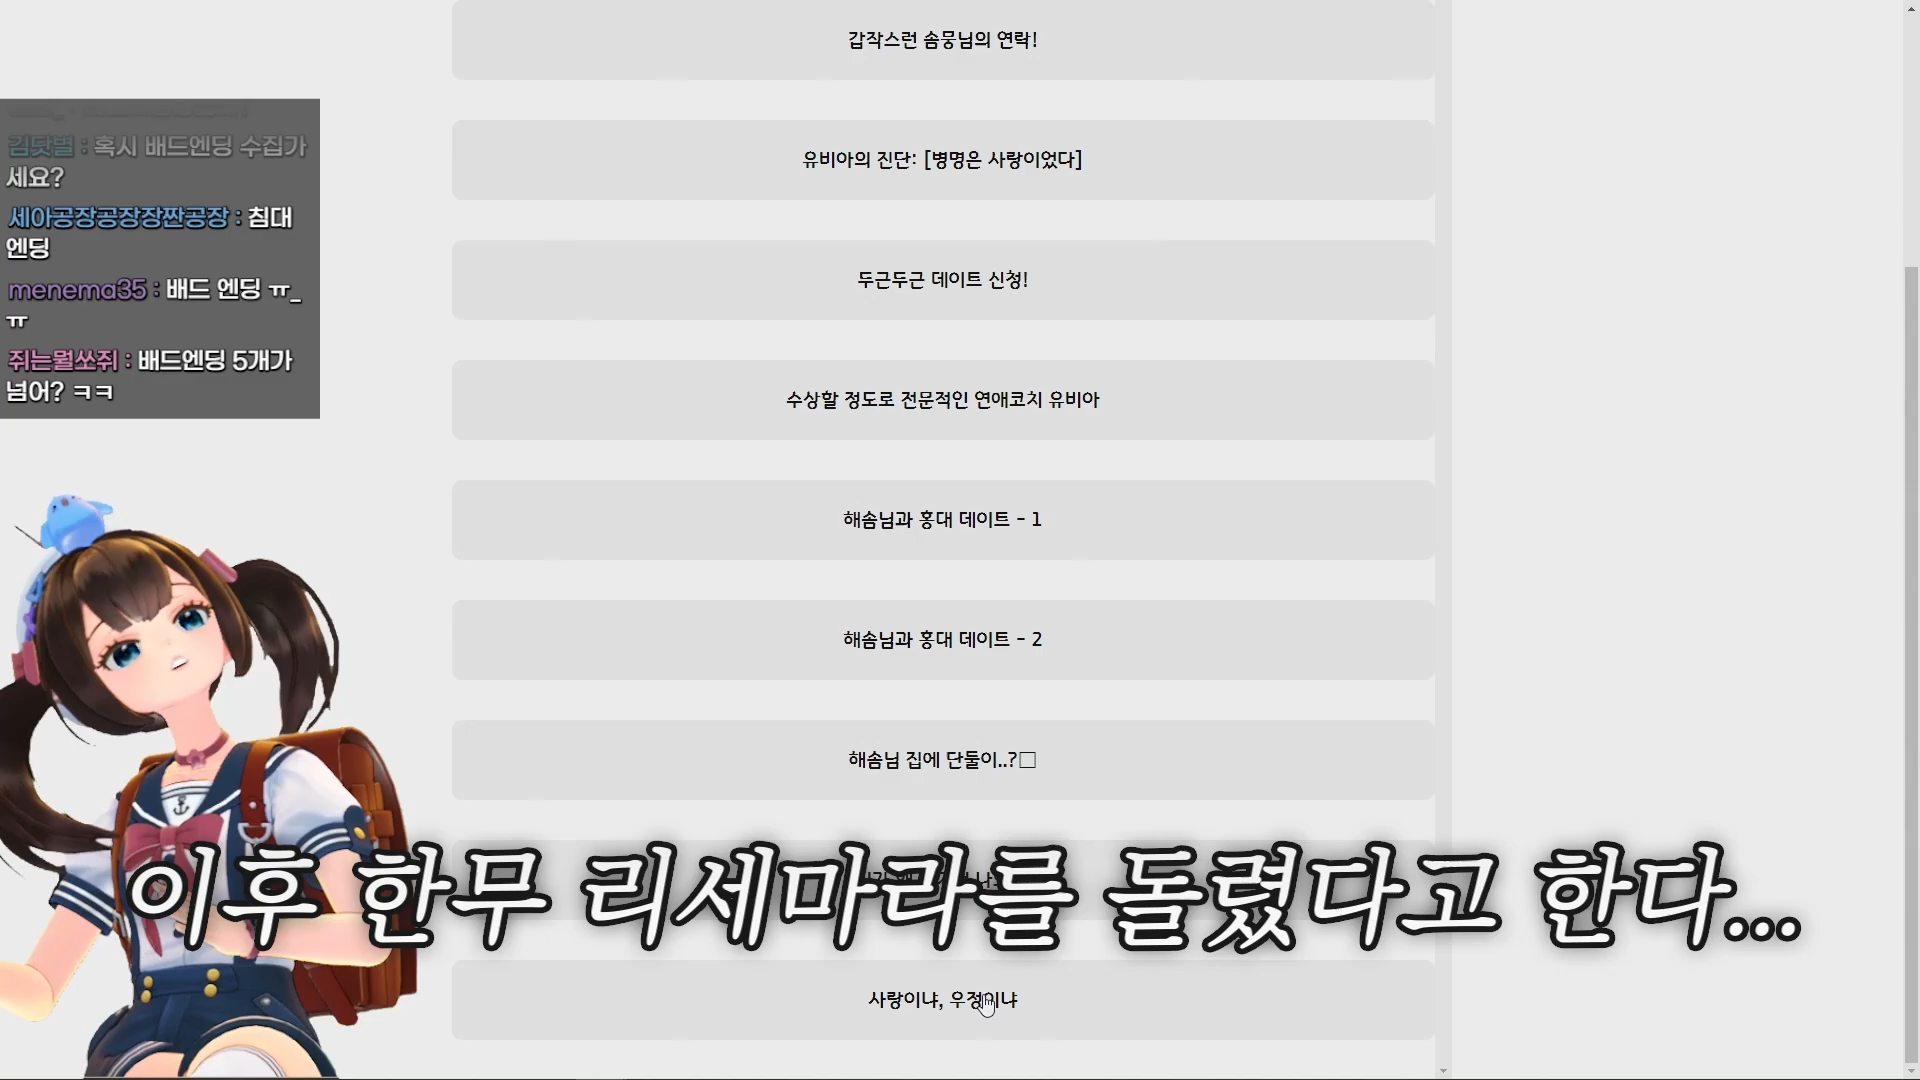 갑작스런 솜뭉님의 연락!
유비아의 진단: [병명은 사랑이었다]
두근두근 데이트 신청!
수상할 정도로 전문적인 연애코치 유비아
해솜님과 홍대 데이트 - 1
해솜님과 홍대 데이트 - 2
해솜님 집에 단둘이..?□
사랑이냐, 우정이냐
김닷별 : 혹시 배드엔딩 수집가
세요?
세아공장공장장짠공장 : 침대
엔딩
menema35 : 배드 엔딩 ㅠ_
ㅠ
쥐는뭘쏘쥐 : 배드엔딩 5개가
넘어? ㅋㅋ
이후 한무 리세마라를 돌렸다고 한다...